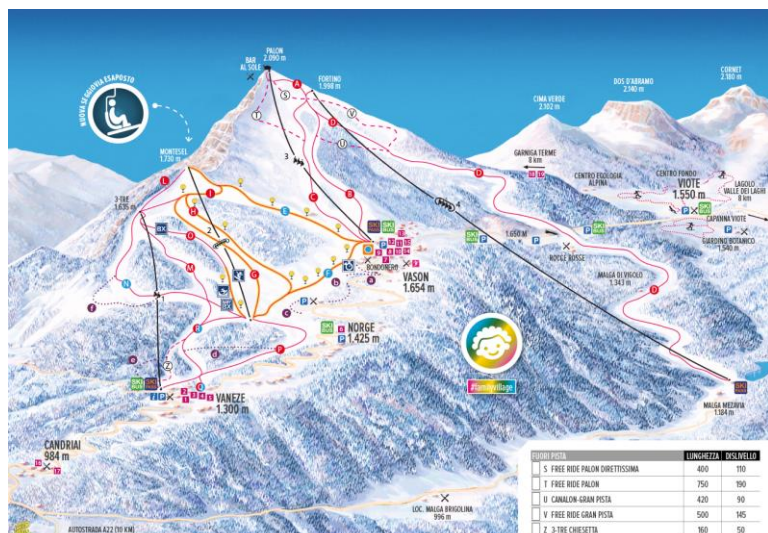 PALON
2.090 m
BAR
AL SOLE
FORTINO
1.998 m
CORNET
2.180 m
DOS D'ABRAMO
2.140 m
CIMA VERDE
2.102 m
NUOVA SEGGIOVIA ESAPOSTO
MONTESEL
1.730 m
3-TRE
1.635 m
GARNIGA TERME
8 km
CENTRO ECOLOGIA
ALPINA
CENTRO FONDO
VIOTE
1.550 m
LAGOLO
VALLE DEI LAGHI
8 km
CAPANNA VIOTE
GIARDINO BOTANICO
1.540 m
1.650 M
ROCCE ROSSE
MALGA DI VIGOLO
1.343 m
BONDONERO
VASON
1.654 m
NORGE
1.425 m
#familyvillage
VANEZE
1.300 m
CANDRIAI
984 m
MALGA MEZAVIA
1.184 m
LOC. MALGA BRIGOLINA
996 m
AUTOSTRADA A22 (10 KM)
FUORI PISTA LUNGHEZZA DISLIVELLO
S FREE RIDE PALON DIRETTISSIMA 400 110
T FREE RIDE PALON 750 190
U CANALON-GRAN PISTA 420 90
V FREE RIDE GRAN PISTA 500 145
Z 3-TRE CHIESETTA 160 50